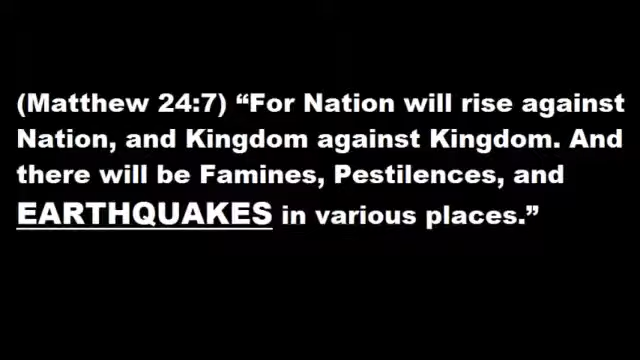 (Matthew 24:7) “For Nation will rise against
Nation, and Kingdom against Kingdom. And
there will be Famines, Pestilences, and
EARTHQUAKES in various places.”